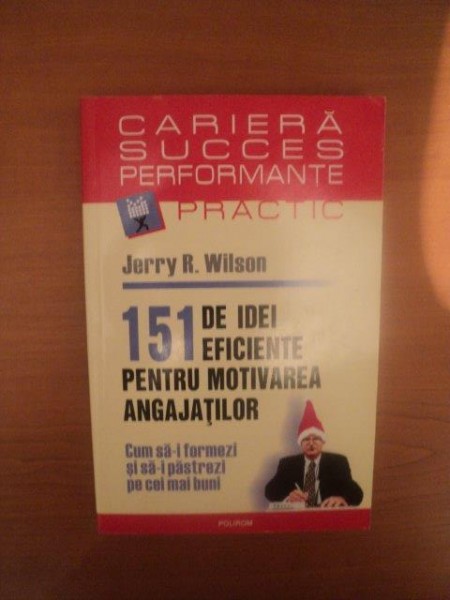 CARIERĂ
SUCCES
PERFORMANTE
PRACTIC
Jerry R. Wilson
151 DE IDEI
EFICIENTE
PENTRU MOTIVAREA
ANGAJAȚILOR
Cum să-i formezi
și să-i păstrezi
pe cei mai buni
POLIROM